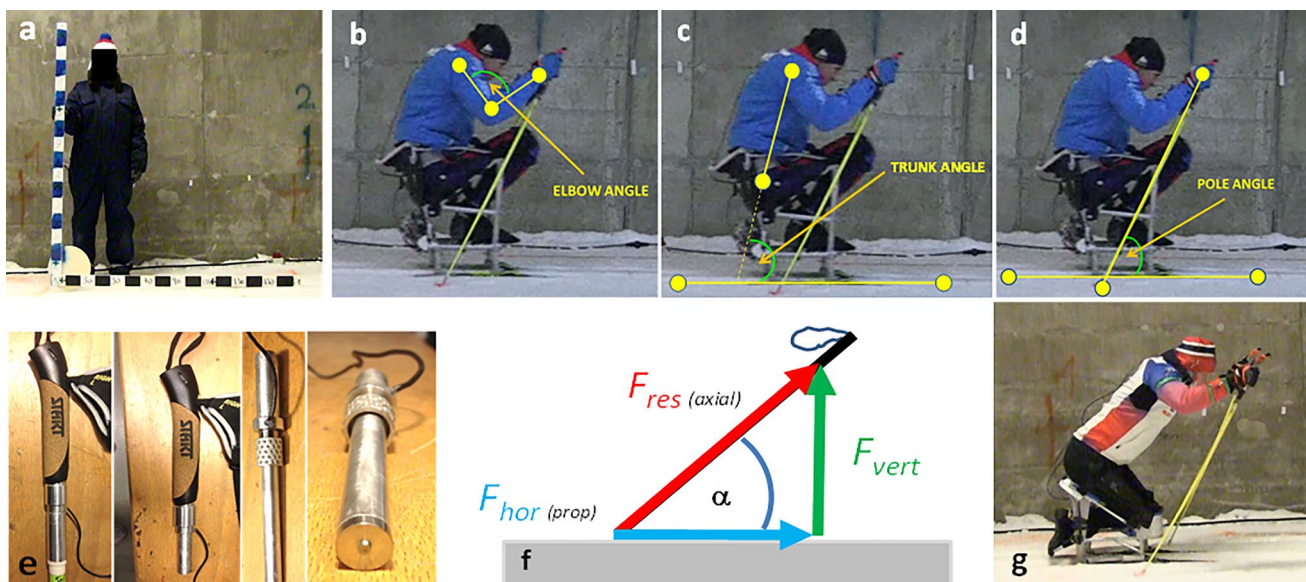 a
2
1
b
ELBOW ANGLE
c
TRUNK ANGLE
d
POLE ANGLE
e
START
START
F res (axial)
F vert
F hor (prop)
α
f
g